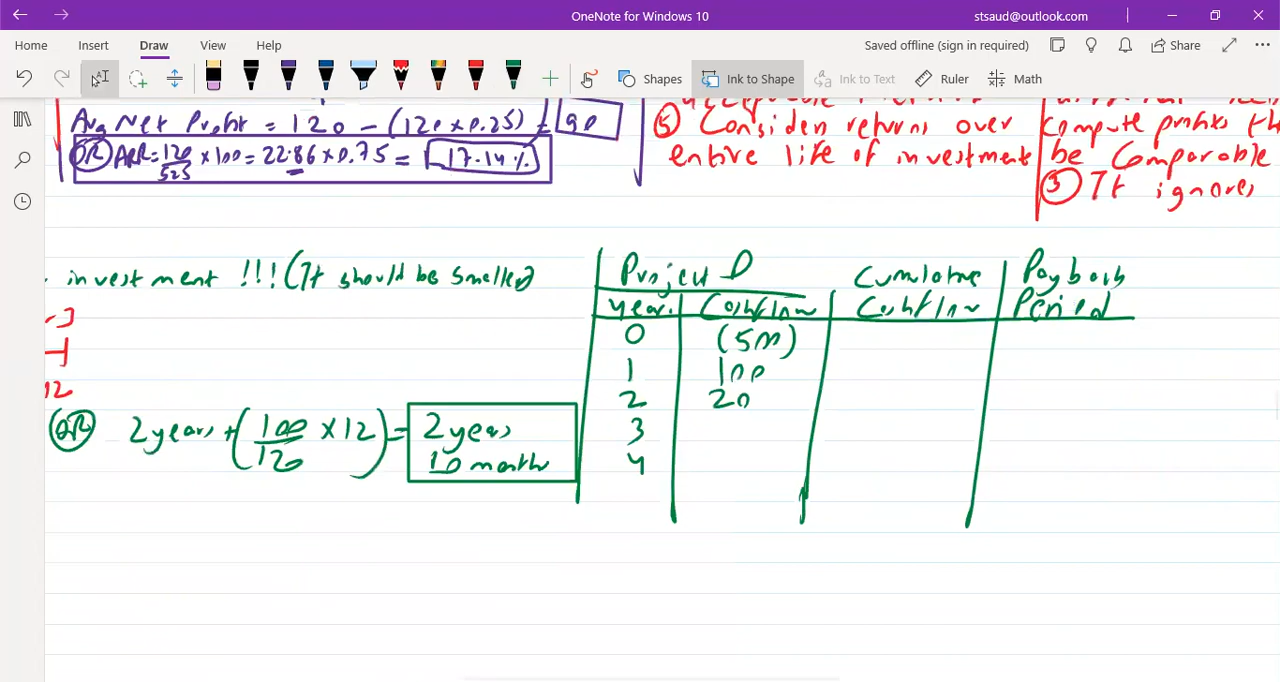 OneNote for Windows 10
stsaud@outlook.com
Home Insert Draw View Help
Saved offline (sign in required)
Share
Shapes
Ink to Shape
Ink to Text
Ruler
Math
Avg Net Profit = 120 - (120 x 0.25) = 90
OR ARR = 120/525 x 100 = 22.86 x 0.75 = 17.14%
5 Consider returns over
entire life of investment
compute profits
be Comparable
3 It ignores
investment !!! (It should be smaller)
12
OR 2 years + (100/120 x 12) = 2 years
10 months
Project D
Year Cashflow
Cumulative
Cashflow
Payback
Period
0 (5m)
1 100
2 20
3
4